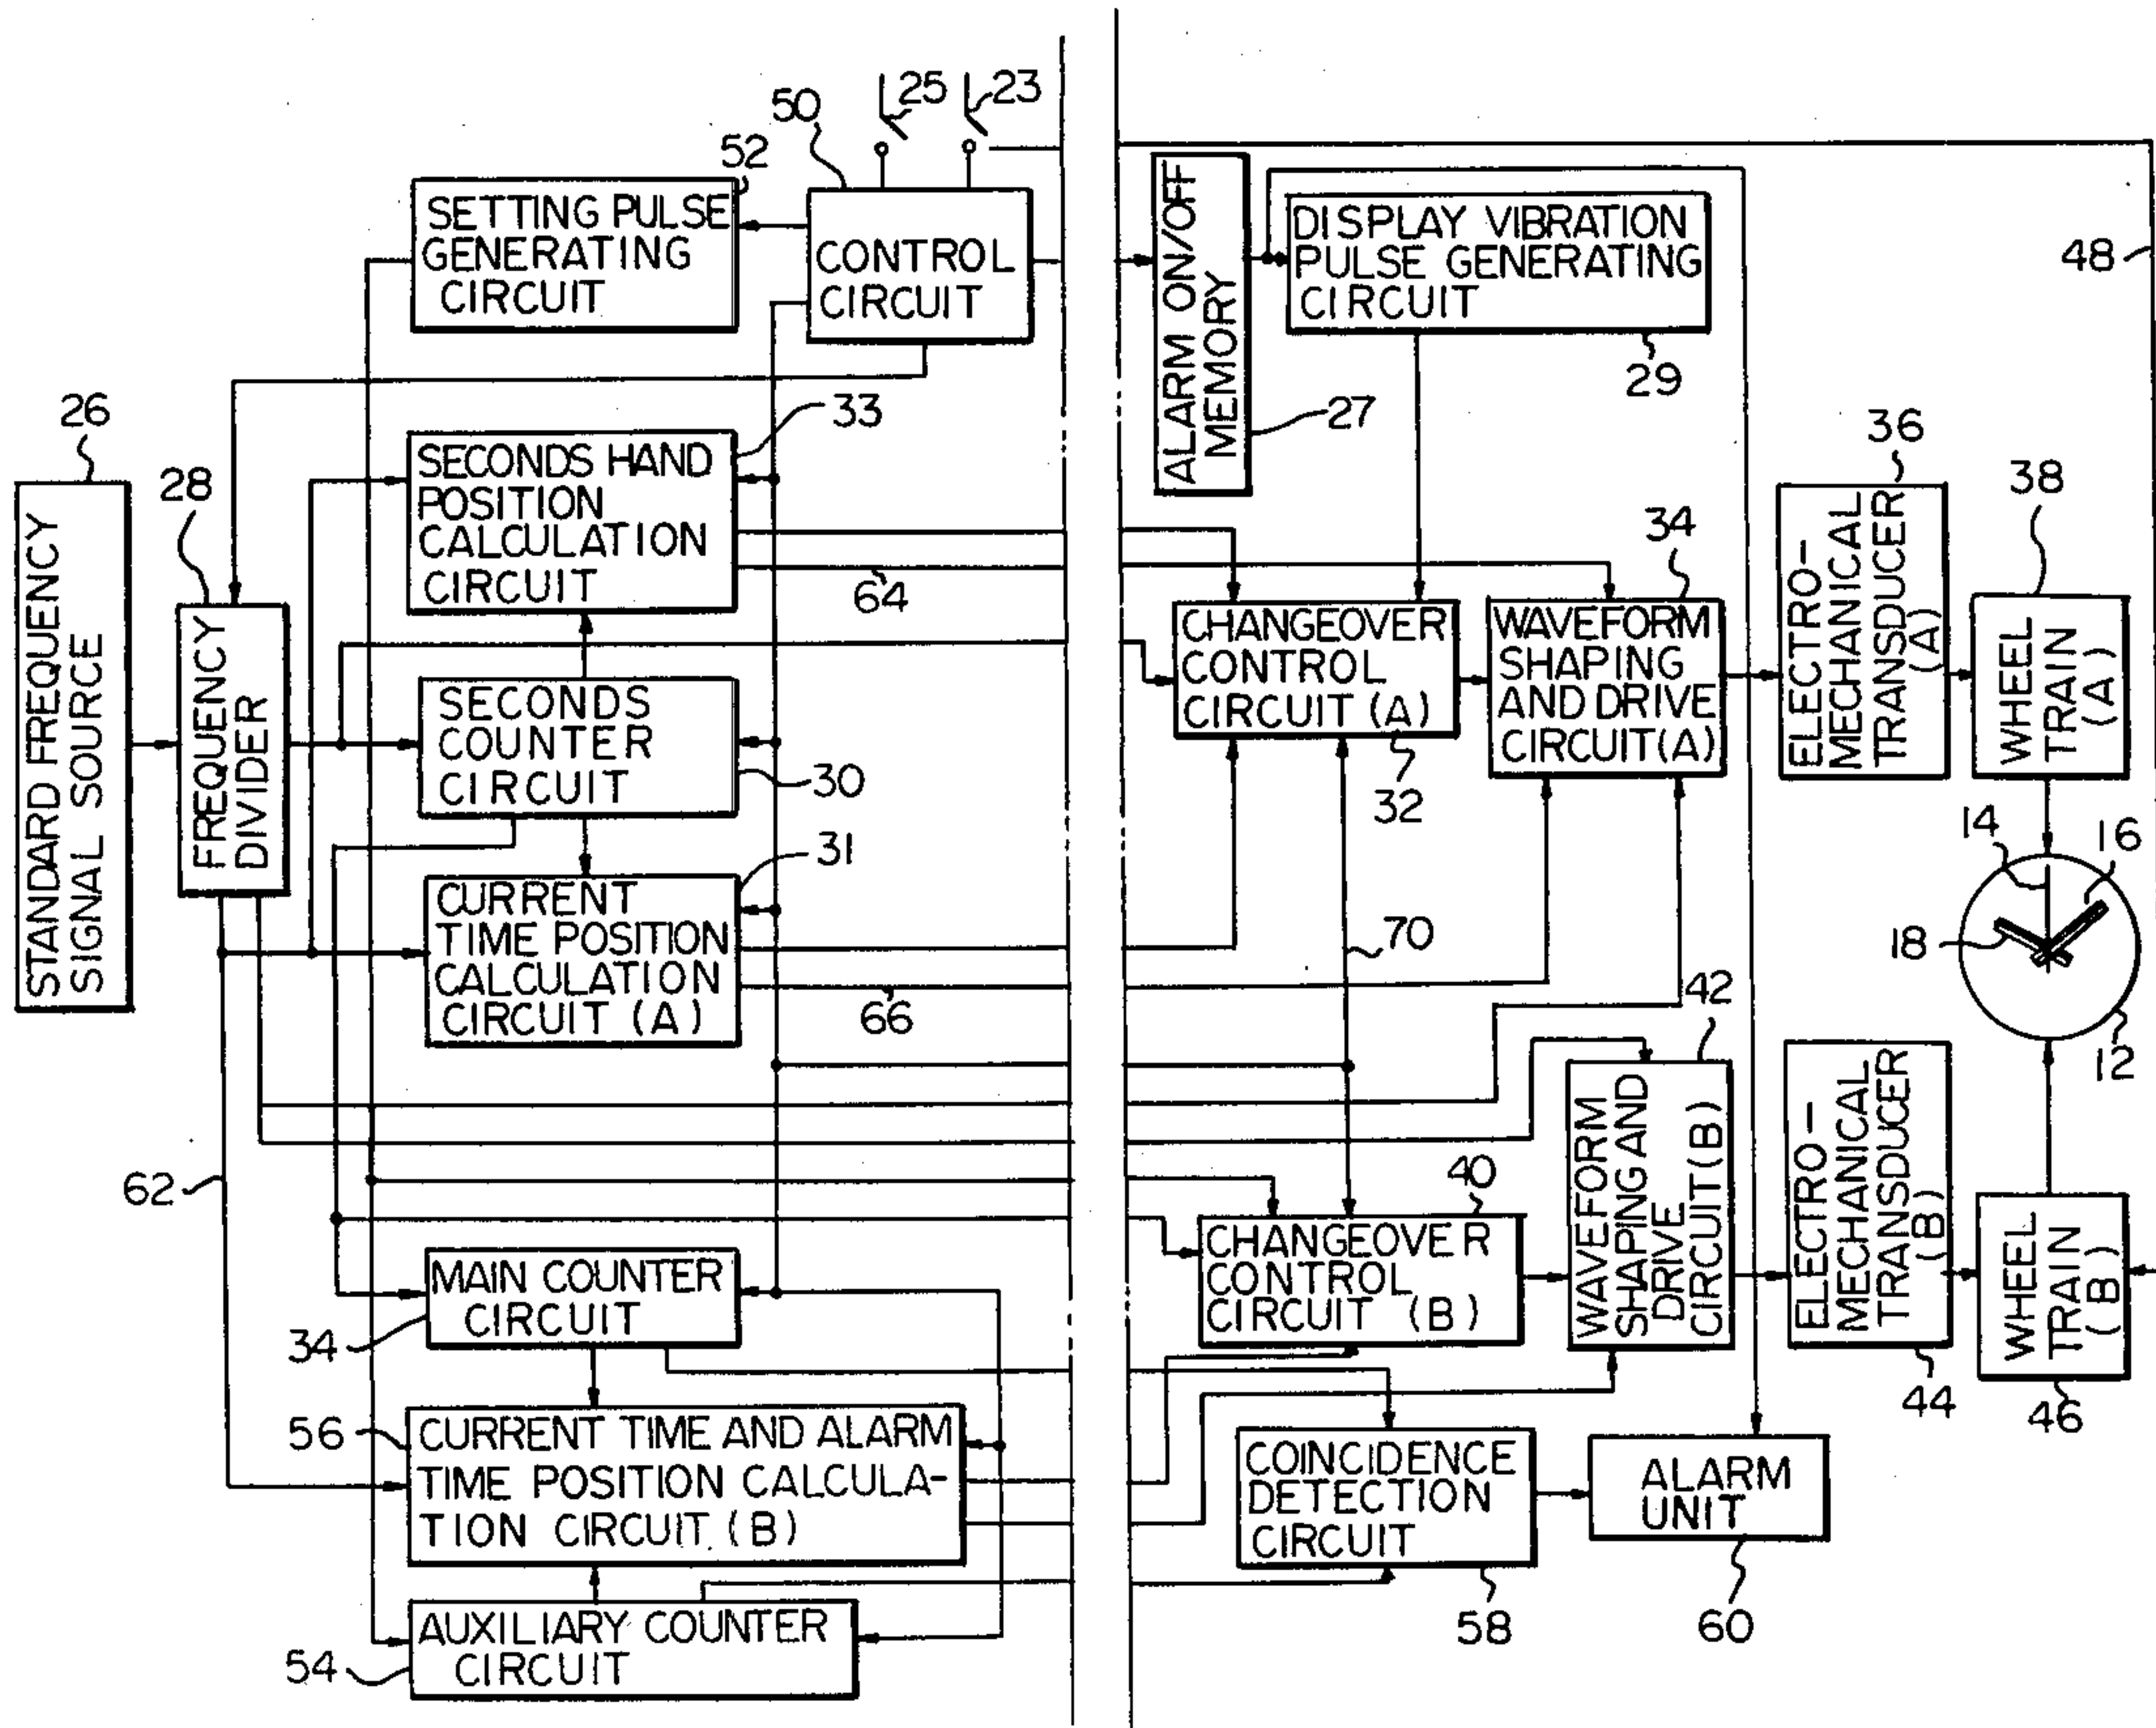 25
23
50
52
SETTING PULSE
GENERATING
CIRCUIT
CONTROL
CIRCUIT
ALARM ON/OFF
MEMORY
27
DISPLAY VIBRATION
PULSE GENERATING
CIRCUIT
29
48
26
STANDARD FREQUENCY
SIGNAL SOURCE
28
FREQUENCY
DIVIDER
33
SECONDS HAND
POSITION
CALCULATION
CIRCUIT
64
SECONDS
COUNTER
CIRCUIT
30
31
CURRENT
TIME POSITION
CALCULATION
CIRCUIT (A)
66
CHANGEOVER
CONTROL
CIRCUIT (A)
32
34
WAVEFORM
SHAPING
AND DRIVE
CIRCUIT (A)
36
ELECTRO-
MECHANICAL
TRANSDUCER
(A)
38
WHEEL
TRAIN
(A)
14
16
18
12
70
42
62
40
CHANGEOVER
CONTROL
CIRCUIT (B)
WAVEFORM
SHAPING AND
DRIVE
CIRCUIT (B)
ELECTRO-
MECHANICAL
TRANSDUCER
(B)
44
WHEEL
TRAIN
(B)
46
MAIN COUNTER
CIRCUIT
34
56
CURRENT TIME AND ALARM
TIME POSITION CALCULA-
TION CIRCUIT (B)
COINCIDENCE
DETECTION
CIRCUIT
58
ALARM
UNIT
60
AUXILIARY COUNTER
CIRCUIT
54